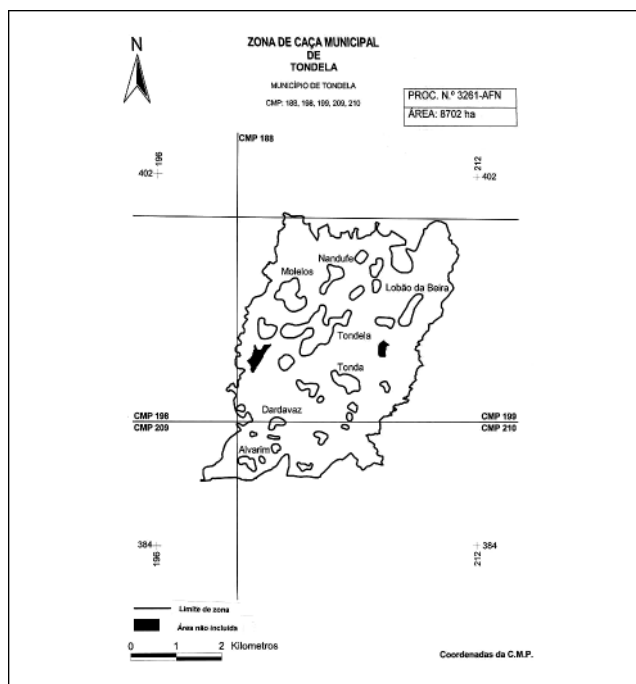 N
ZONA DE CAÇA MUNICIPAL
DE
TONDELA
MUNICÍPIO DE TONDELA
CMP: 188, 198, 199, 209, 210
PROC. N.º 3261-AFN
ÁREA: 8702 ha
CMP 188
196
402
212
402
Nandufe
Molelos
Lobão da Beira
Tondela
Tonda
Dardavaz
CMP 198
CMP 199
CMP 209
CMP 210
Alvarim
384
196
384
212
Limite de zona
Área não incluída
0 1 2 Kilometros
Coordenadas da C.M.P.